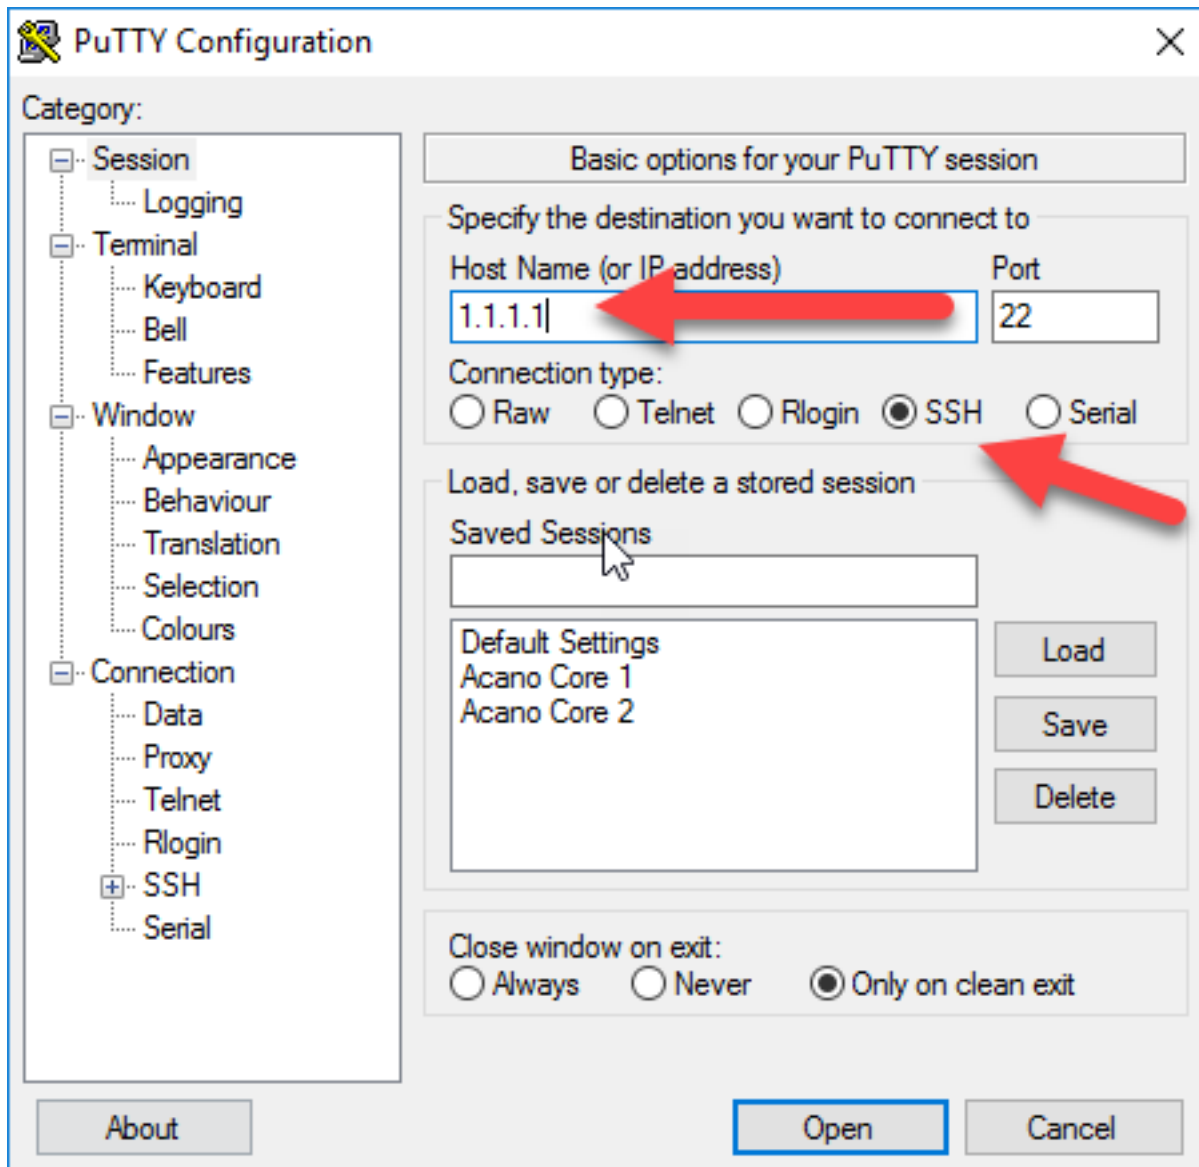 PuTTY Configuration
Category:
Session
Logging
Terminal
Keyboard
Bell
Features
Window
Appearance
Behaviour
Translation
Selection
Colours
Connection
Data
Proxy
Telnet
Rlogin
SSH
Serial
Basic options for your PuTTY session
Specify the destination you want to connect to
Host Name (or IP address) Port
1.1.1.1 22
Connection type:
Raw Telnet Rlogin SSH Serial
Load, save or delete a stored session
Saved Sessions
Default Settings
Acano Core 1
Acano Core 2
Load
Save
Delete
Close window on exit:
Always Never Only on clean exit
About Open Cancel